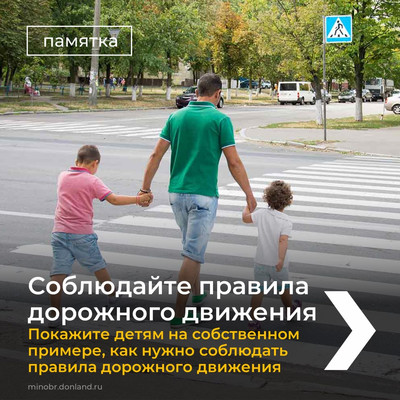 памятка
Соблюдайте правила
дорожного движения
Покажите детям на собственном
примере, как нужно соблюдать
правила дорожного движения
minobr.donland.ru